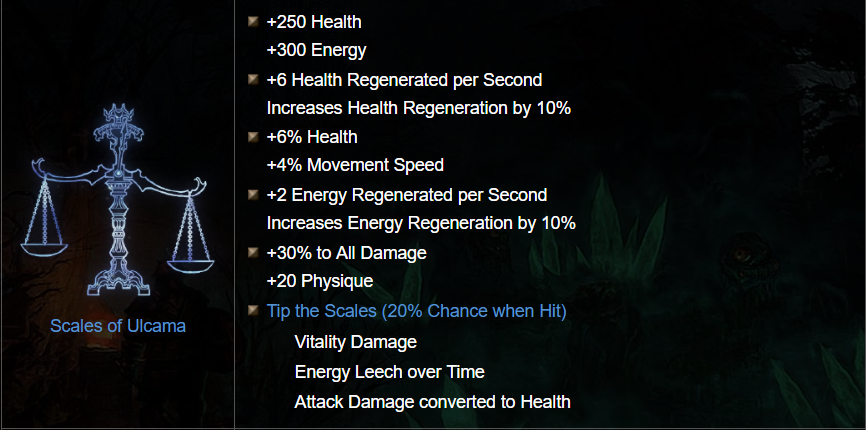 +250 Health
+300 Energy
+6 Health Regenerated per Second
Increases Health Regeneration by 10%
+6% Health
+4% Movement Speed
+2 Energy Regenerated per Second
Increases Energy Regeneration by 10%
+30% to All Damage
+20 Physique
Tip the Scales (20% Chance when Hit)
Vitality Damage
Energy Leech over Time
Attack Damage converted to Health
Scales of Ulcama